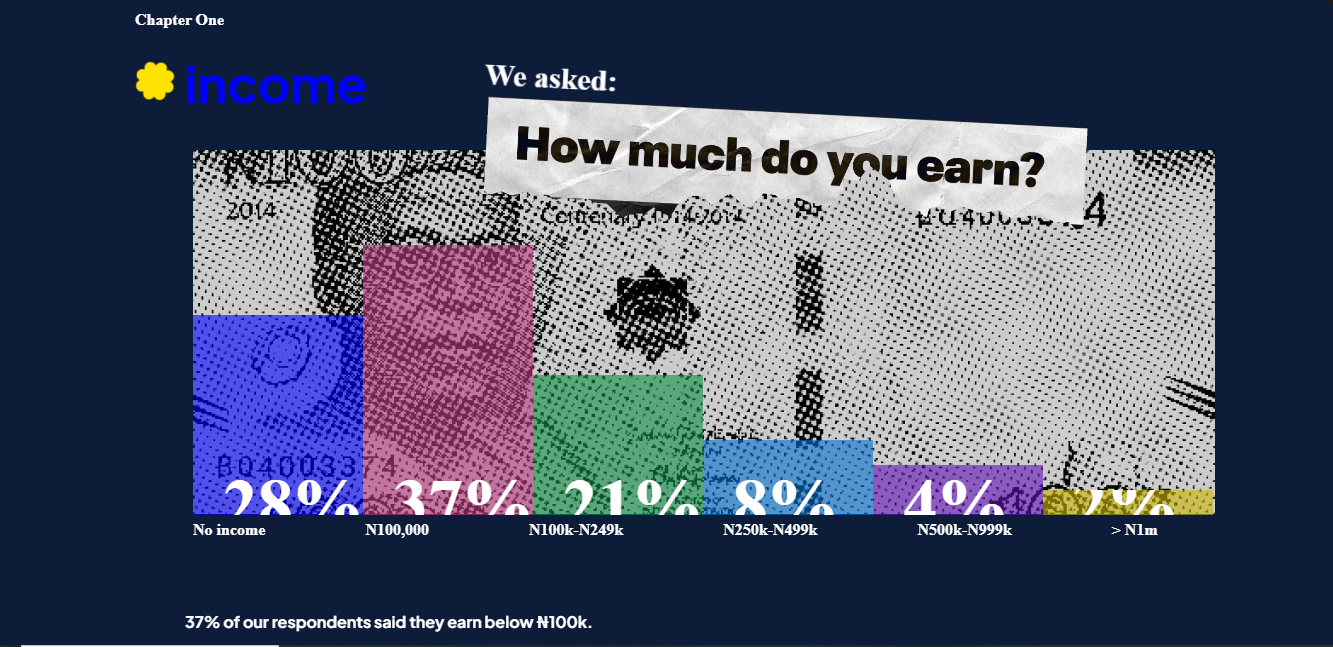 Chapter One
income
We asked:
How much do you earn?
2014
Centenary 1914-2014
B04003374
28%
37%
21%
8%
4%
2%
No income
N100,000
N100k-N249k
N250k-N499k
N500k-N999k
> N1m
37% of our respondents said they earn below ₦100k.